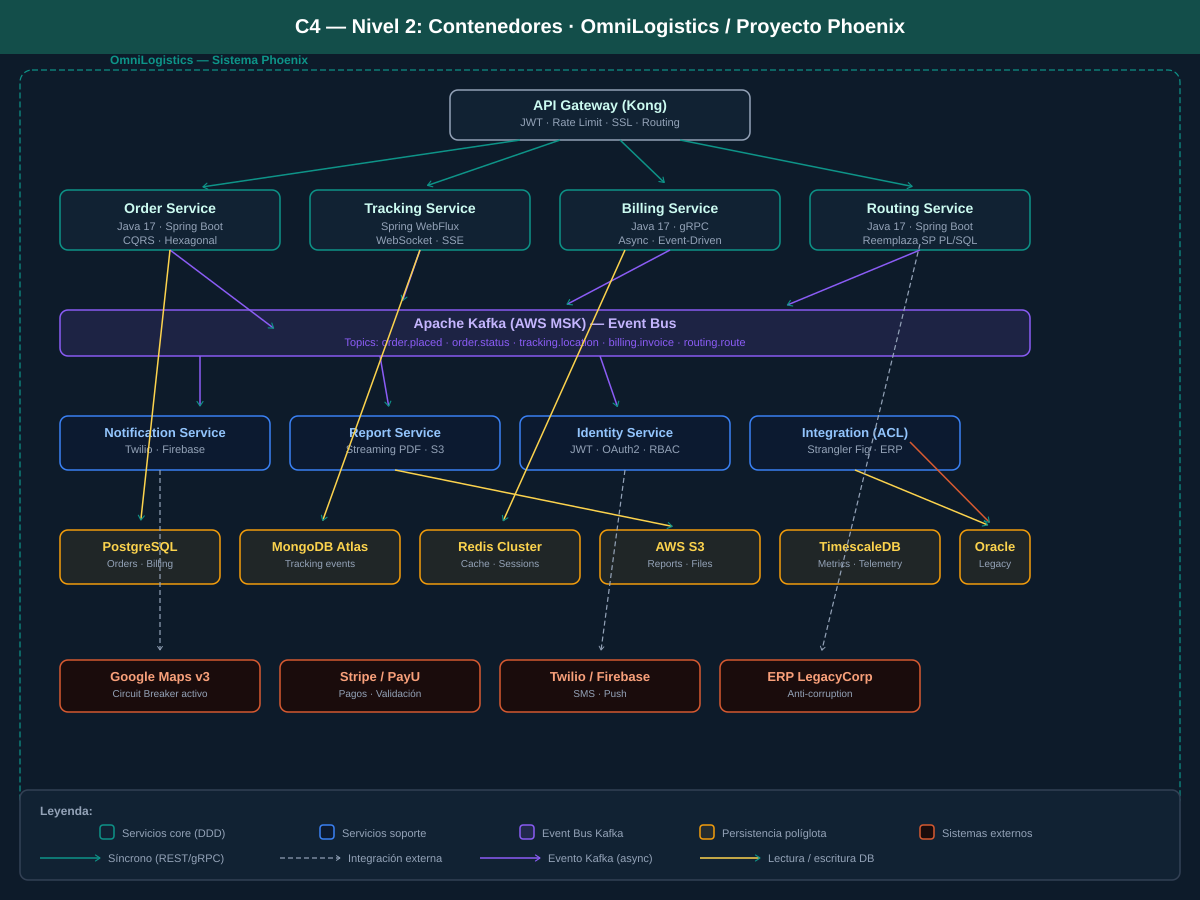 C4 — Nivel 2: Contenedores · OmniLogistics / Proyecto Phoenix
OmniLogistics — Sistema Phoenix
API Gateway (Kong)
JWT · Rate Limit · SSL · Routing
Order Service
Java 17 · Spring Boot
CQRS · Hexagonal
Tracking Service
Spring WebFlux
WebSocket · SSE
Billing Service
Java 17 · gRPC
Async · Event-Driven
Routing Service
Java 17 · Spring Boot
Reemplaza SP PL/SQL
Apache Kafka (AWS MSK) — Event Bus
Topics: order.placed · order.status · tracking.location · billing.invoice · routing.route
Notification Service
Twilio · Firebase
Report Service
Streaming PDF · S3
Identity Service
JWT · OAuth2 · RBAC
Integration (ACL)
Strangler Fig · ERP
PostgreSQL
Orders · Billing
MongoDB Atlas
Tracking events
Redis Cluster
Cache · Sessions
AWS S3
Reports · Files
TimescaleDB
Metrics · Telemetry
Oracle
Legacy
Google Maps v3
Circuit Breaker activo
Stripe / PayU
Pagos · Validación
Twilio / Firebase
SMS · Push
ERP LegacyCorp
Anti-corruption
Leyenda:
Servicios core (DDD)
Servicios soporte
Event Bus Kafka
Persistencia políglota
Sistemas externos
Síncrono (REST/gRPC)
Integración externa
Evento Kafka (async)
Lectura / escritura DB